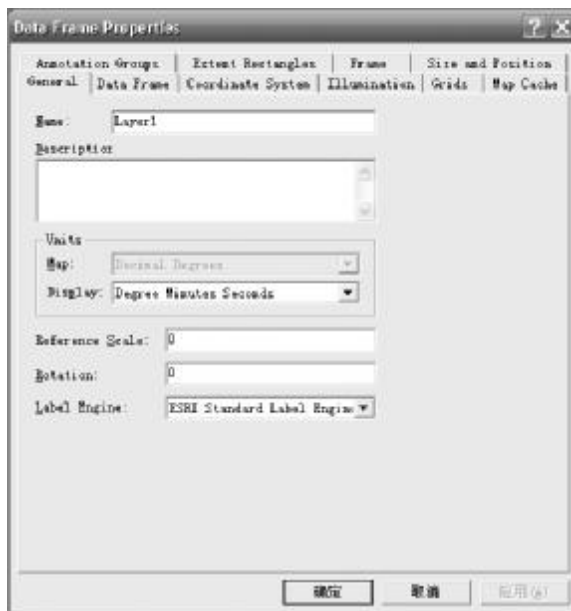 Data Frame Properties
Annotation Groups Extent Rectangles Frame Size and Position
General Data Frame Coordinate System Illumination Grids Map Cache
Name: Layer1
Description
Units
Map: Decimal Degrees
Display: Degree Minutes Seconds
Reference Scale: 0
Rotation: 0
Label Engine: ESRI Standard Label Engine
确定 取消 应用(A)